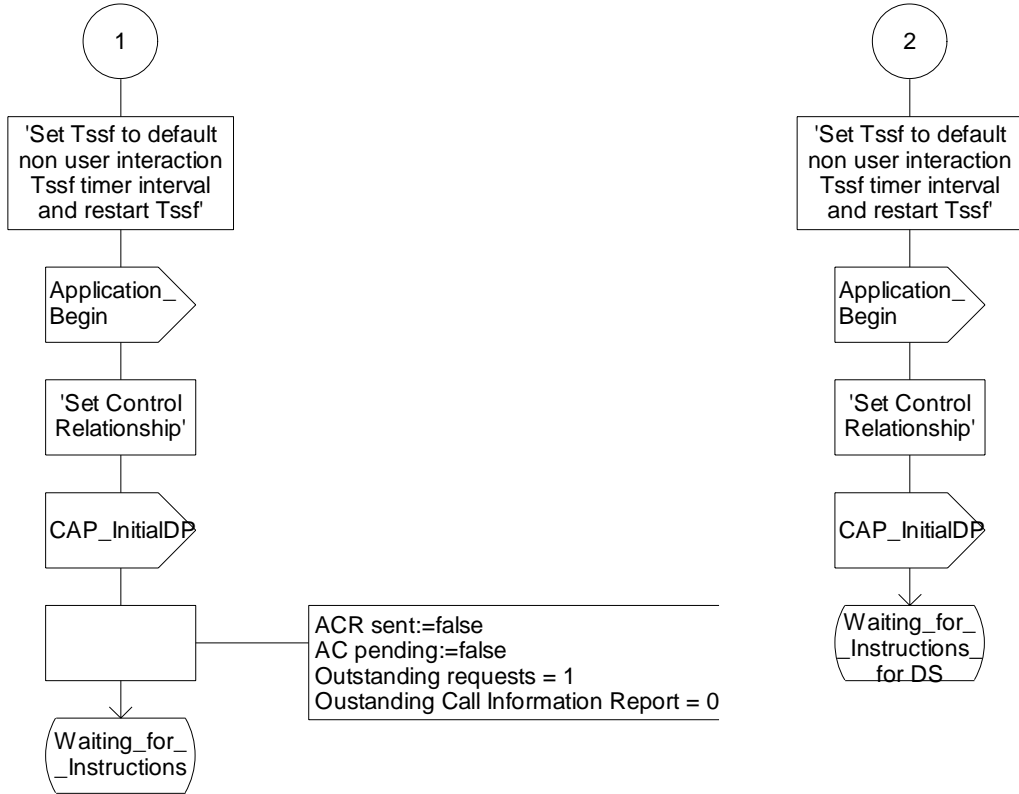 1
'Set Tssf to default
non user interaction
Tssf timer interval
and restart Tssf'
Application_
Begin
'Set Control
Relationship'
CAP_InitialDP
ACR sent:=false
AC pending:=false
Outstanding requests = 1
Oustanding Call Information Report = 0
Waiting_for_
_Instructions
2
'Set Tssf to default
non user interaction
Tssf timer interval
and restart Tssf'
Application_
Begin
'Set Control
Relationship'
CAP_InitialDP
Waiting_for_
_Instructions_
for DS